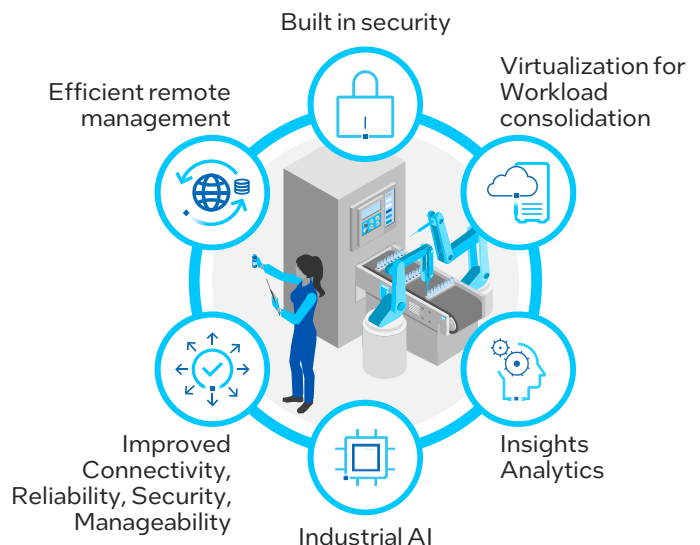 Built in security
Virtualization for
Workload
consolidation
Efficient remote
management
Insights
Analytics
Improved
Connectivity,
Reliability, Security,
Manageability
Industrial AI